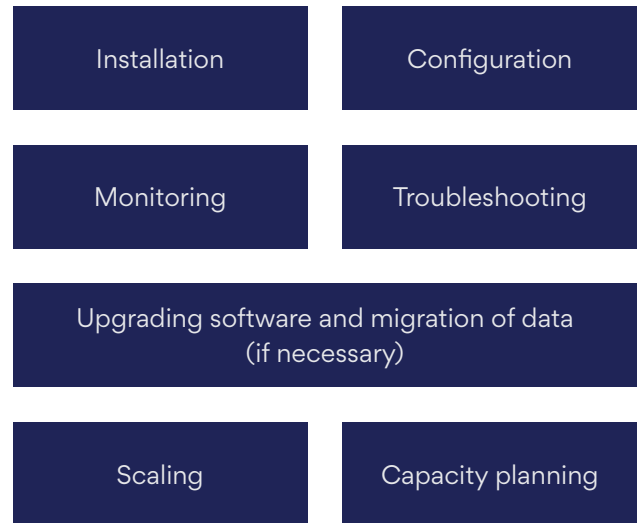 Installation
Configuration
Monitoring
Troubleshooting
Upgrading software and migration of data
(if necessary)
Scaling
Capacity planning